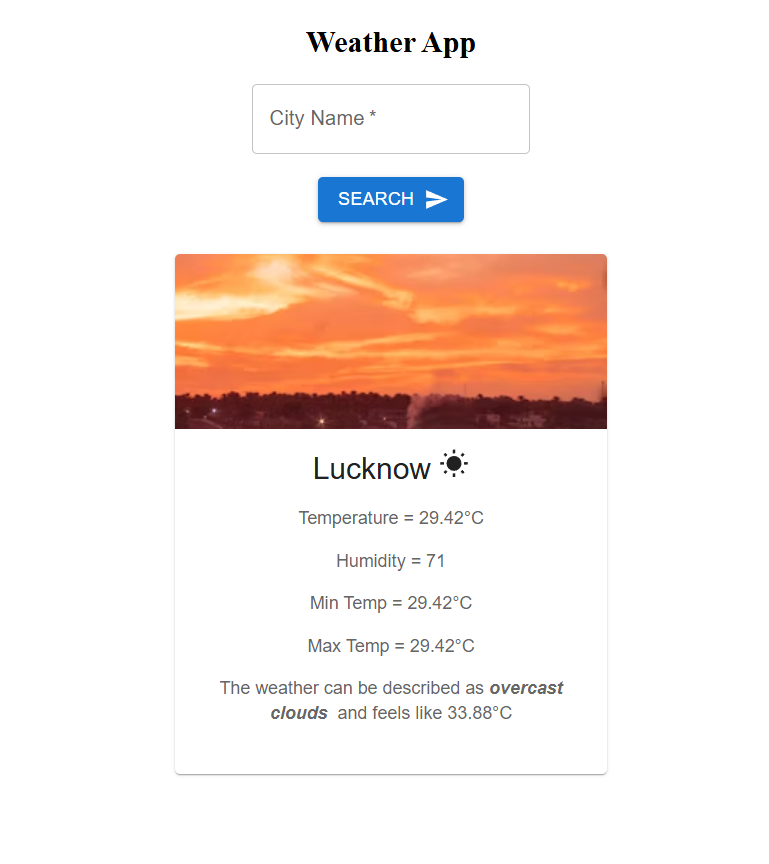 Weather App
City Name *
SEARCH
Lucknow
Temperature = 29.42°C
Humidity = 71
Min Temp = 29.42°C
Max Temp = 29.42°C
The weather can be described as overcast
clouds  and feels like 33.88°C